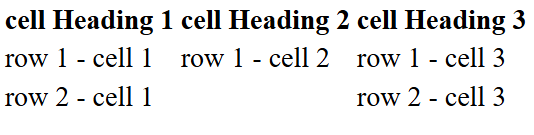 cell Heading 1 cell Heading 2 cell Heading 3
row 1 - cell 1 row 1 - cell 2 row 1 - cell 3
row 2 - cell 1 row 2 - cell 3